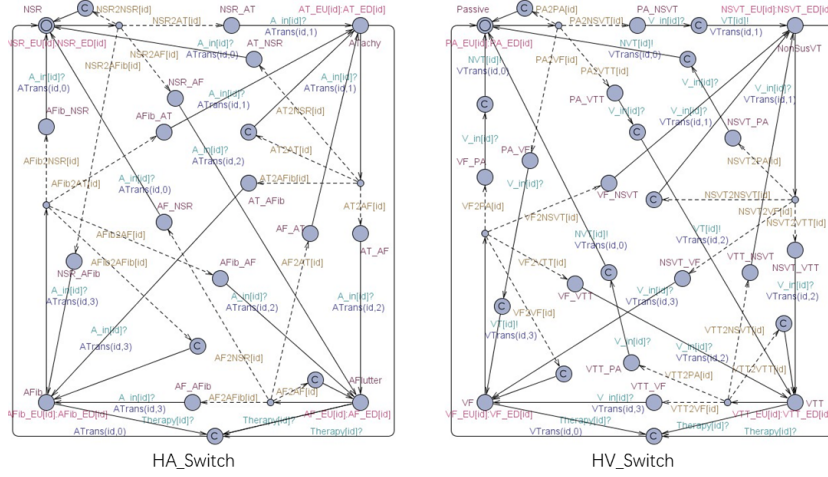 NSR
NSR2NSR[id]
NSR_AT
AT_EU[id]:AT_ED[id]
NSR2AT[id]
A_in[id]?
ATrans(id,1)
NSR_EU[id]:NSR_ED[id]
NSR2AF[id]
A_in[id]?
AT_NSR
ATachy
NSR2AFib[id]
ATrans(id,0)
A_in[id]?
ATrans(id,0)
NSR_AF
A_in[id]?
ATrans(id,1)
ATrans(id,1)
AFib_NSR
AFib_AT
AT2NSR[id]
A_in[id]?
ATrans(id,2)
AT2AT[id]
AFib2NSR[id]
AFib2AT[id]
ATrans(id,0)
AT2AFib[id]
AT_AFib
AT2AF[id]
AF_NSR
AF_AT
AFib2AF[id]
AT_AF
AFib2AFib[id]
AFib_AF
AF2AT[id]
NSR_AFib
A_in[id]?
ATrans(id,3)
A_in[id]?
ATrans(id,2)
A_in[id]?
ATrans(id,2)
A_in[id]?
ATrans(id,3)
AF2NSR[id]
AFib
AF_AFib
AF2AF[id]
AFlutter
A_in[id]?
ATrans(id,3)
AF2AFib[id]
AFib_EU[id]:AFib_ED[id]
AF_EU[id]:AF_ED[id]
Therapy[id]?
Therapy[id]?
ATrans(id,0)
Therapy[id]?
HA_Switch
Passive
PA2PA[id]
PA_NSVT
NSVT_EU[id]:NSVT_ED[id]
PA2NSVT[id]
V_in[id]?
VT[id]!
VTrans(id,1)
PA_EU[id]:PA_ED[id]
NVT[id]!
VTrans(id,0)
PA2VF[id]
NVT[id]!
VTrans(id,0)
NonSusVT
PA2VTT[id]
V_in[id]?
V_in[id]?
VTrans(id,1)
PA_VTT
V_in[id]?
VTrans(id,1)
V_in[id]?
NSVT_PA
PA_VF
VF_PA
NSVT2PA[id]
V_in[id]?
VF_NSVT
NSVT2NSVT[id]
VF2PA[id]
VF2NSVT[id]
NSVT2VF[id]
NSVT2VTT[id]
NVT[id]!
VTrans(id,0)
VT[id]!
VTrans(id,2)
VF2VTT[id]
NSVT_VF
VTT_NSVT
NSVT_VTT
VF_VTT
V_in[id]?
VTrans(id,3)
V_in[id]?
VTrans(id,2)
VF2VF[id]
VT[id]!
VTrans(id,3)
VTT2NSVT[id]
V_in[id]?
V_in[id]?
VTrans(id,2)
VTT_PA
VTT2PA[id]
VTT2VTT[id]
VF
VTT_VF
VTT
V_in[id]?
VTrans(id,3)
VTT2VF[id]
VF_EU[id]:VF_ED[id]
VTT_EU[id]:VTT_ED[id]
Therapy[id]?
Therapy[id]?
VTrans(id,0)
Therapy[id]?
HV_Switch